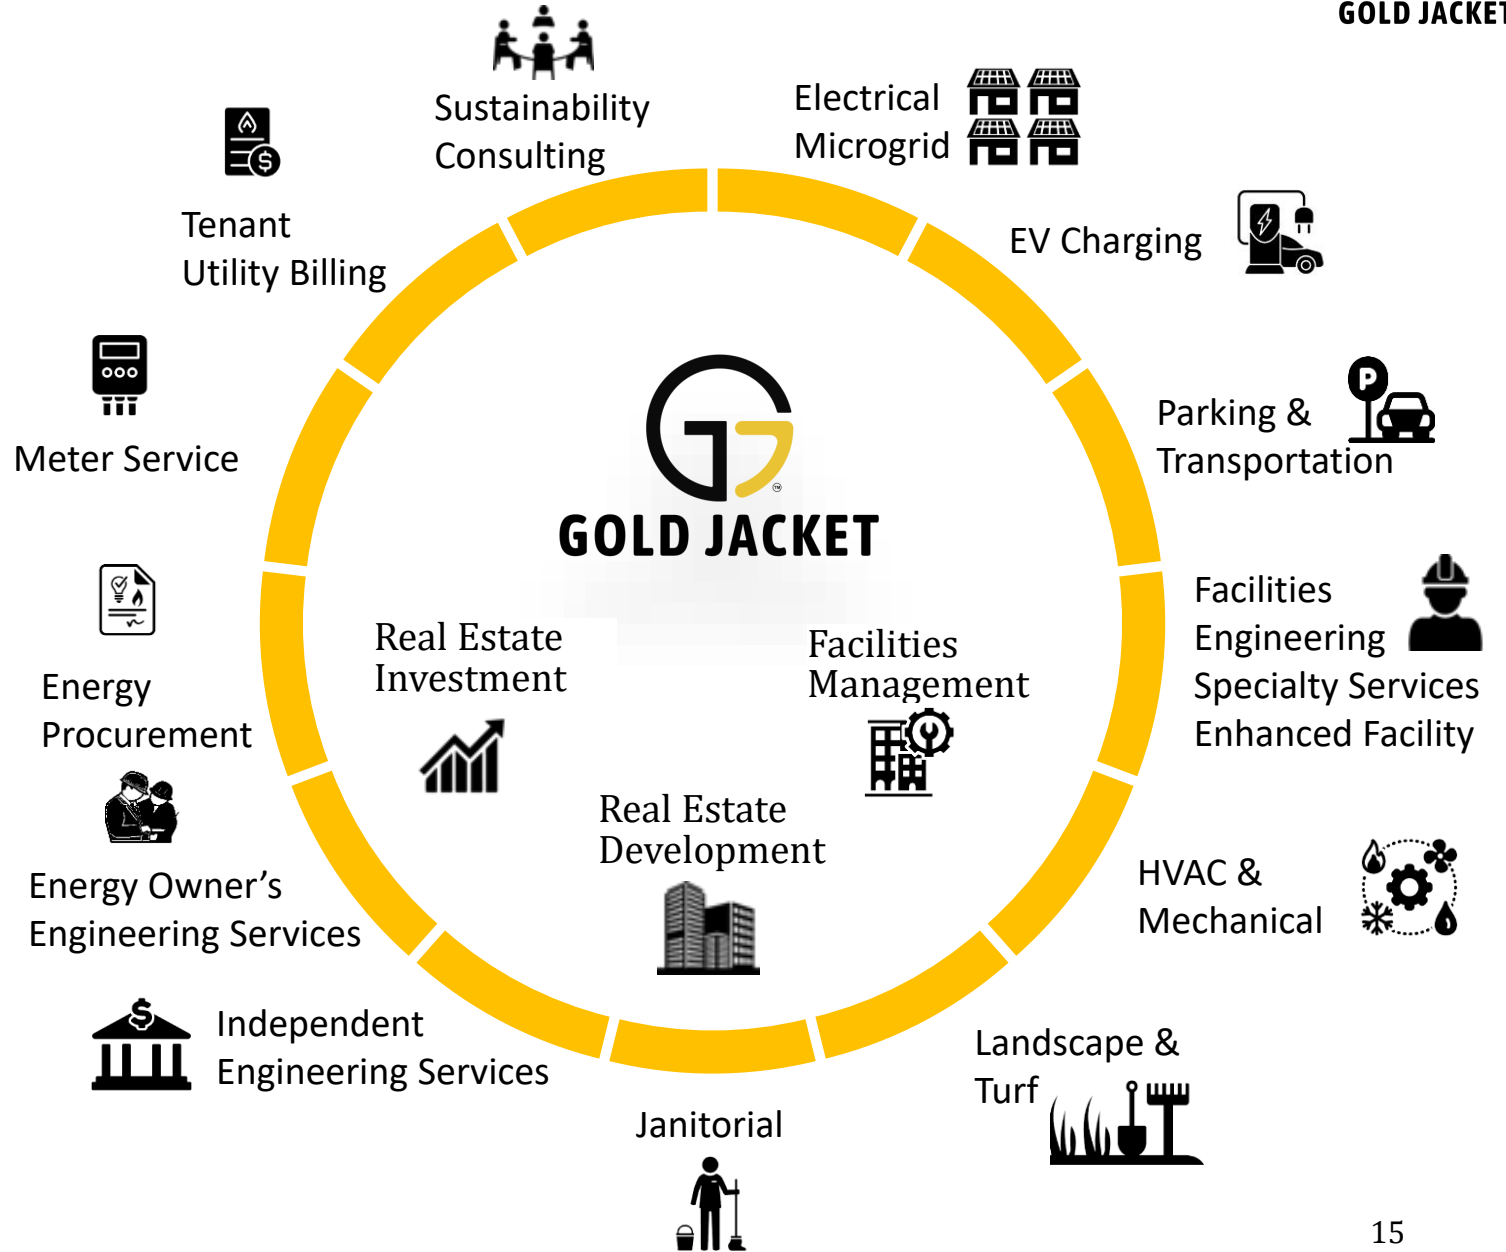 GOLD JACKET
Sustainability
Consulting
Electrical
Microgrid
Tenant
Utility Billing
$
EV Charging
Meter Service
P
Parking &
Transportation
TM
GOLD JACKET
Energy
Procurement
Real Estate
Investment
Facilities
Management
Facilities
Engineering
Specialty Services
Enhanced Facility
Real Estate
Development
Energy Owner’s
Engineering Services
HVAC &
Mechanical
$
Independent
Engineering Services
Landscape &
Turf
Janitorial
15